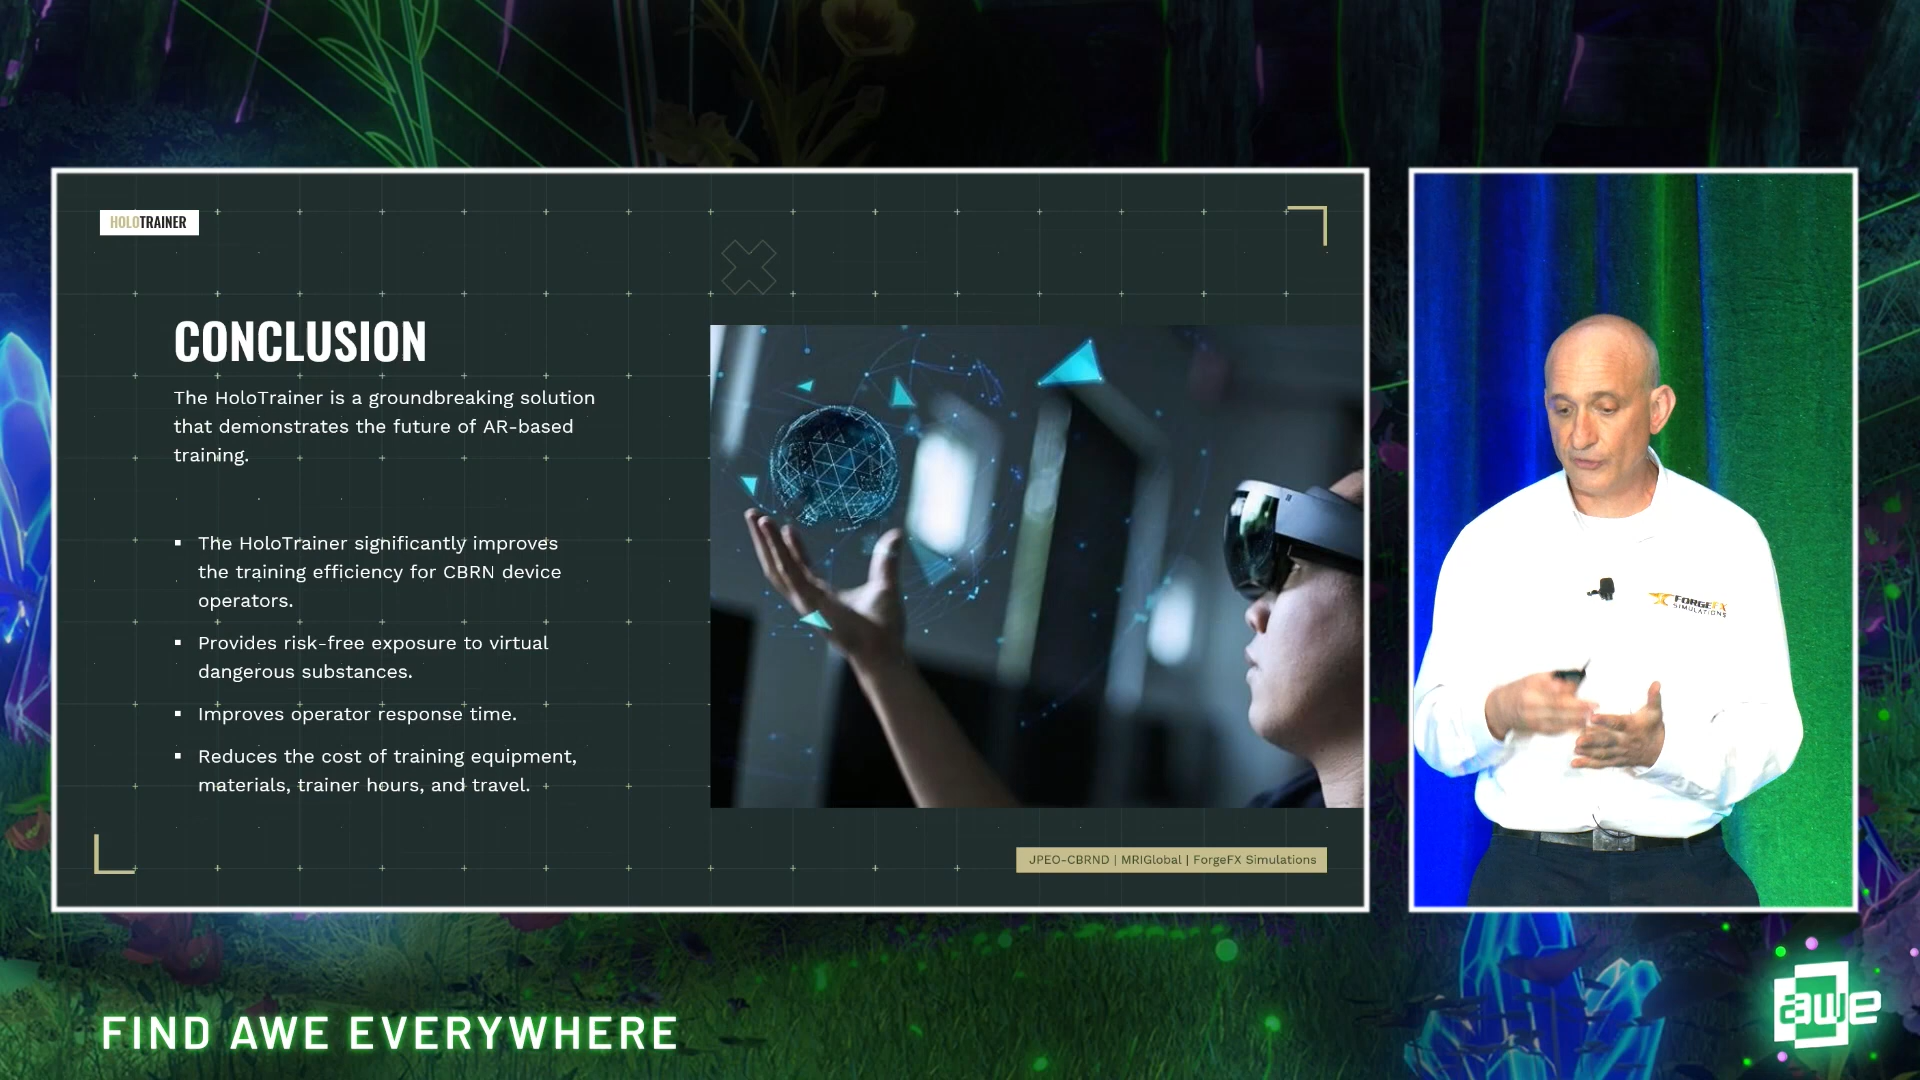 HOLOTRAINER
CONCLUSION
The HoloTrainer is a groundbreaking solution
that demonstrates the future of AR-based
training.
▪ The HoloTrainer significantly improves
the training efficiency for CBRN device
operators.
▪ Provides risk-free exposure to virtual
dangerous substances.
▪ Improves operator response time.
▪ Reduces the cost of training equipment,
materials, trainer hours, and travel.
JPEO-CBRND | MRIGlobal | ForgeFX Simulations
FORGEFX
SIMULATIONS
FIND AWE EVERYWHERE
awe